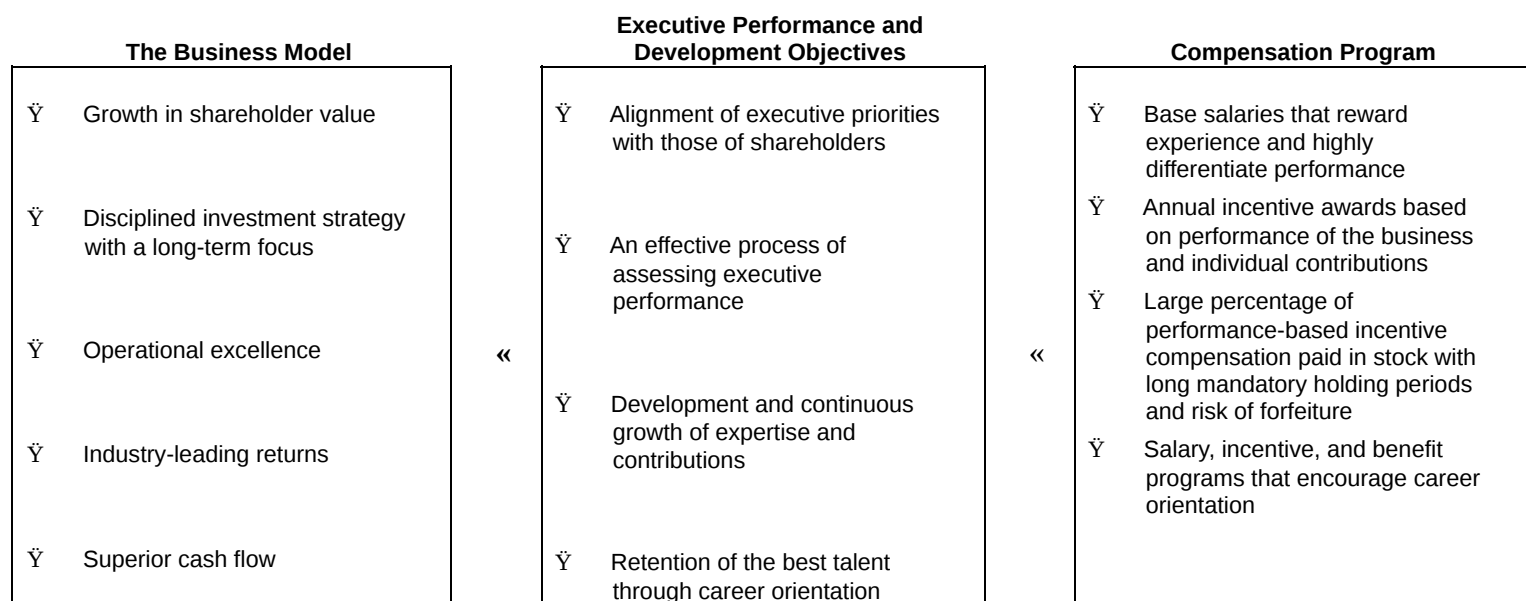 The Business Model
Ÿ Growth in shareholder value
Ÿ Disciplined investment strategy
with a long-term focus
Ÿ Operational excellence
Ÿ Industry-leading returns
Ÿ Superior cash flow
«
Executive Performance and
Development Objectives
Ÿ Alignment of executive priorities
with those of shareholders
Ÿ An effective process of
assessing executive
performance
Ÿ Development and continuous
growth of expertise and
contributions
Ÿ Retention of the best talent
through career orientation
«
Compensation Program
Ÿ Base salaries that reward
experience and highly
differentiate performance
Ÿ Annual incentive awards based
on performance of the business
and individual contributions
Ÿ Large percentage of
performance-based incentive
compensation paid in stock with
long mandatory holding periods
and risk of forfeiture
Ÿ Salary, incentive, and benefit
programs that encourage career
orientation